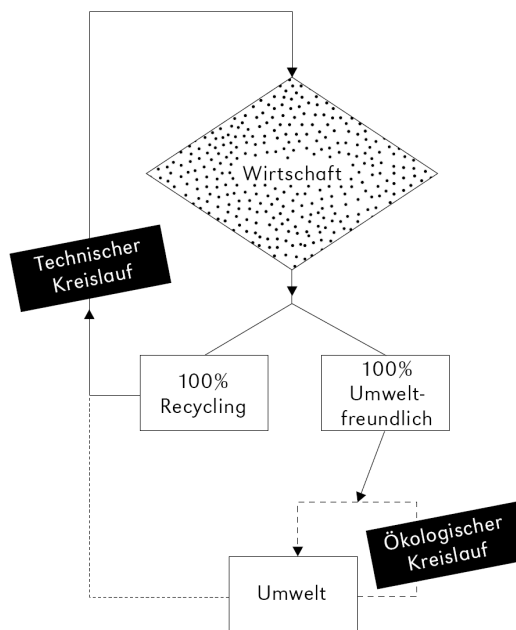 Wirtschaft
Technischer
Kreislauf
100%
Recycling
100%
Umwelt-
freundlich
Ökologischer
Kreislauf
Umwelt